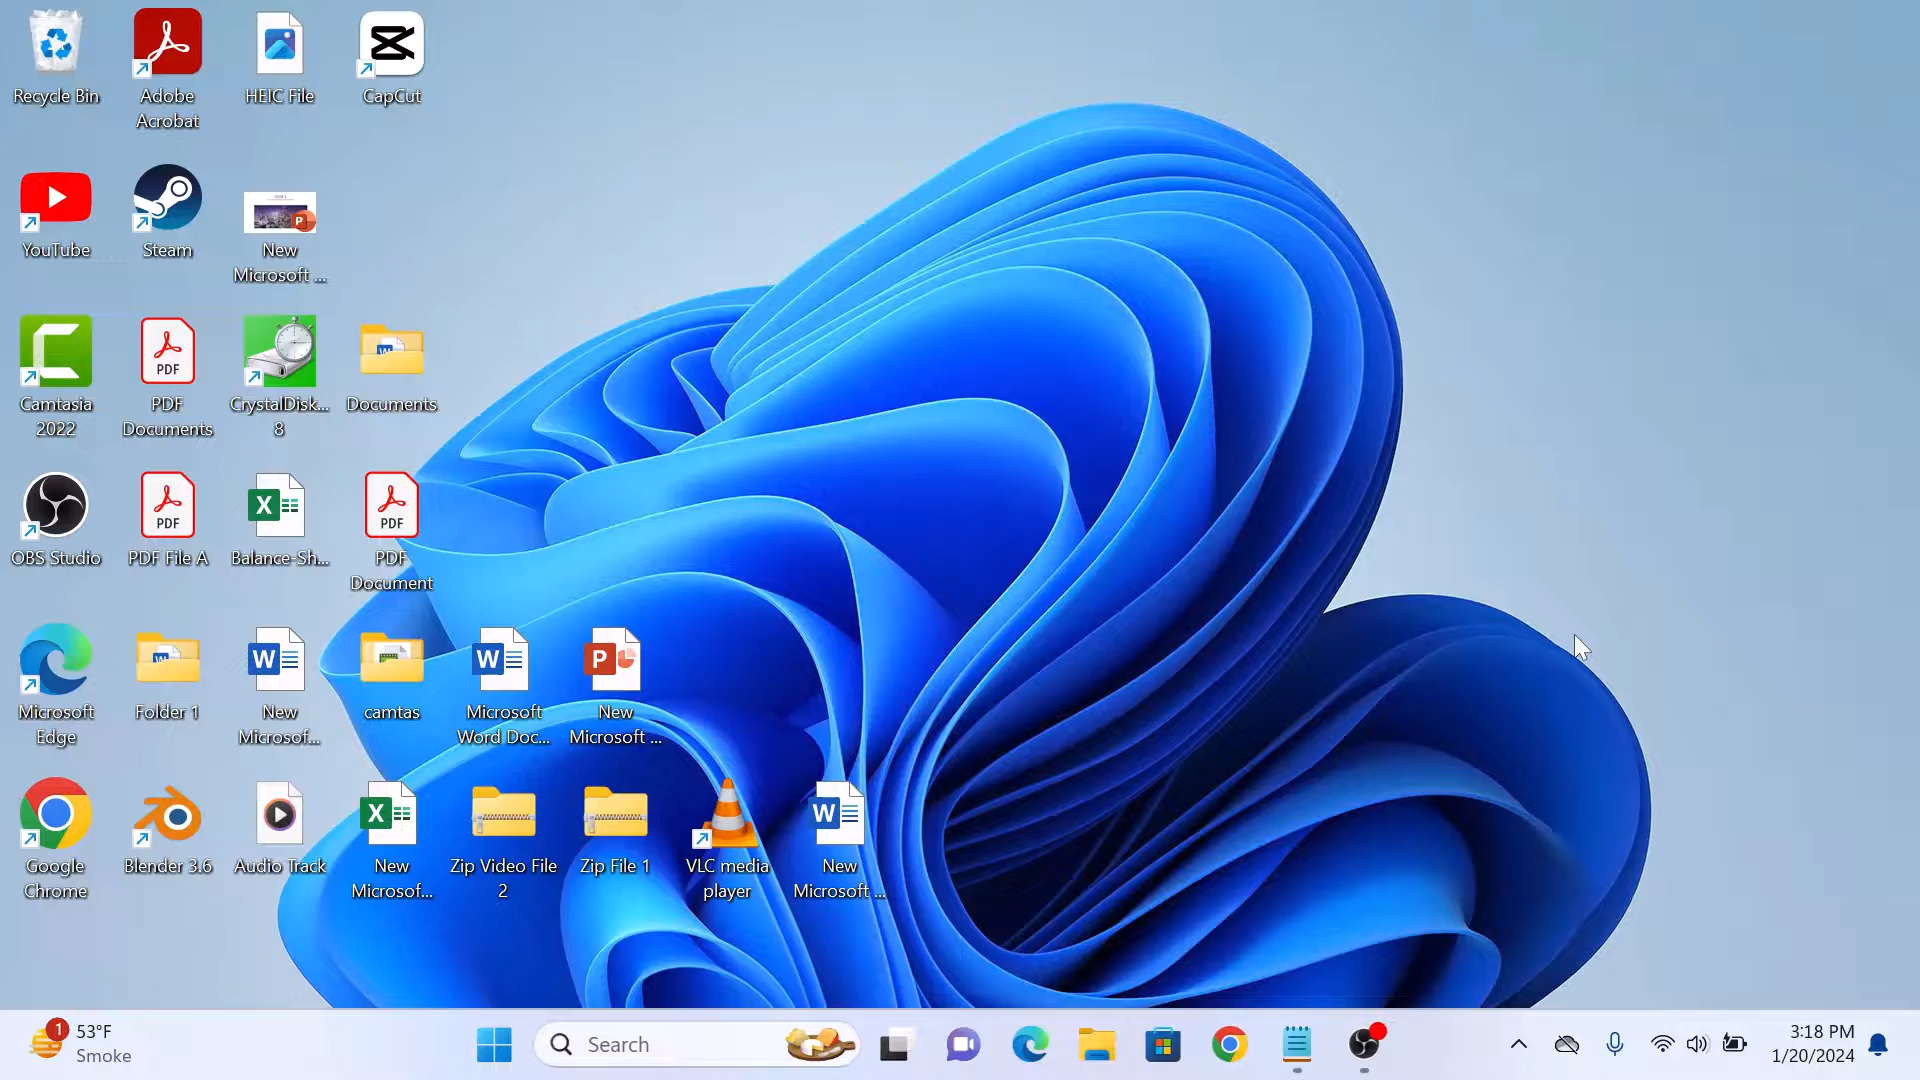 Recycle Bin
Adobe
Acrobat
HEIC File
CapCut
YouTube
Steam
P
New
Microsoft ...
Camtasia
2022
PDF
PDF
Documents
CrystalDisk...
8
Documents
OBS Studio
PDF
PDF File A
X
Balance-Sh...
PDF
PDF
Document
Microsoft
Edge
W
Folder 1
W
New
Microsof...
camtas
W
Microsoft
Word Doc...
P
New
Microsoft ...
Google
Chrome
Blender 3.6
Audio Track
X
New
Microsof...
Zip Video File
2
Zip File 1
VLC media
player
W
New
Microsoft ...
1
53°F
Smoke
Search
3:18 PM
1/20/2024